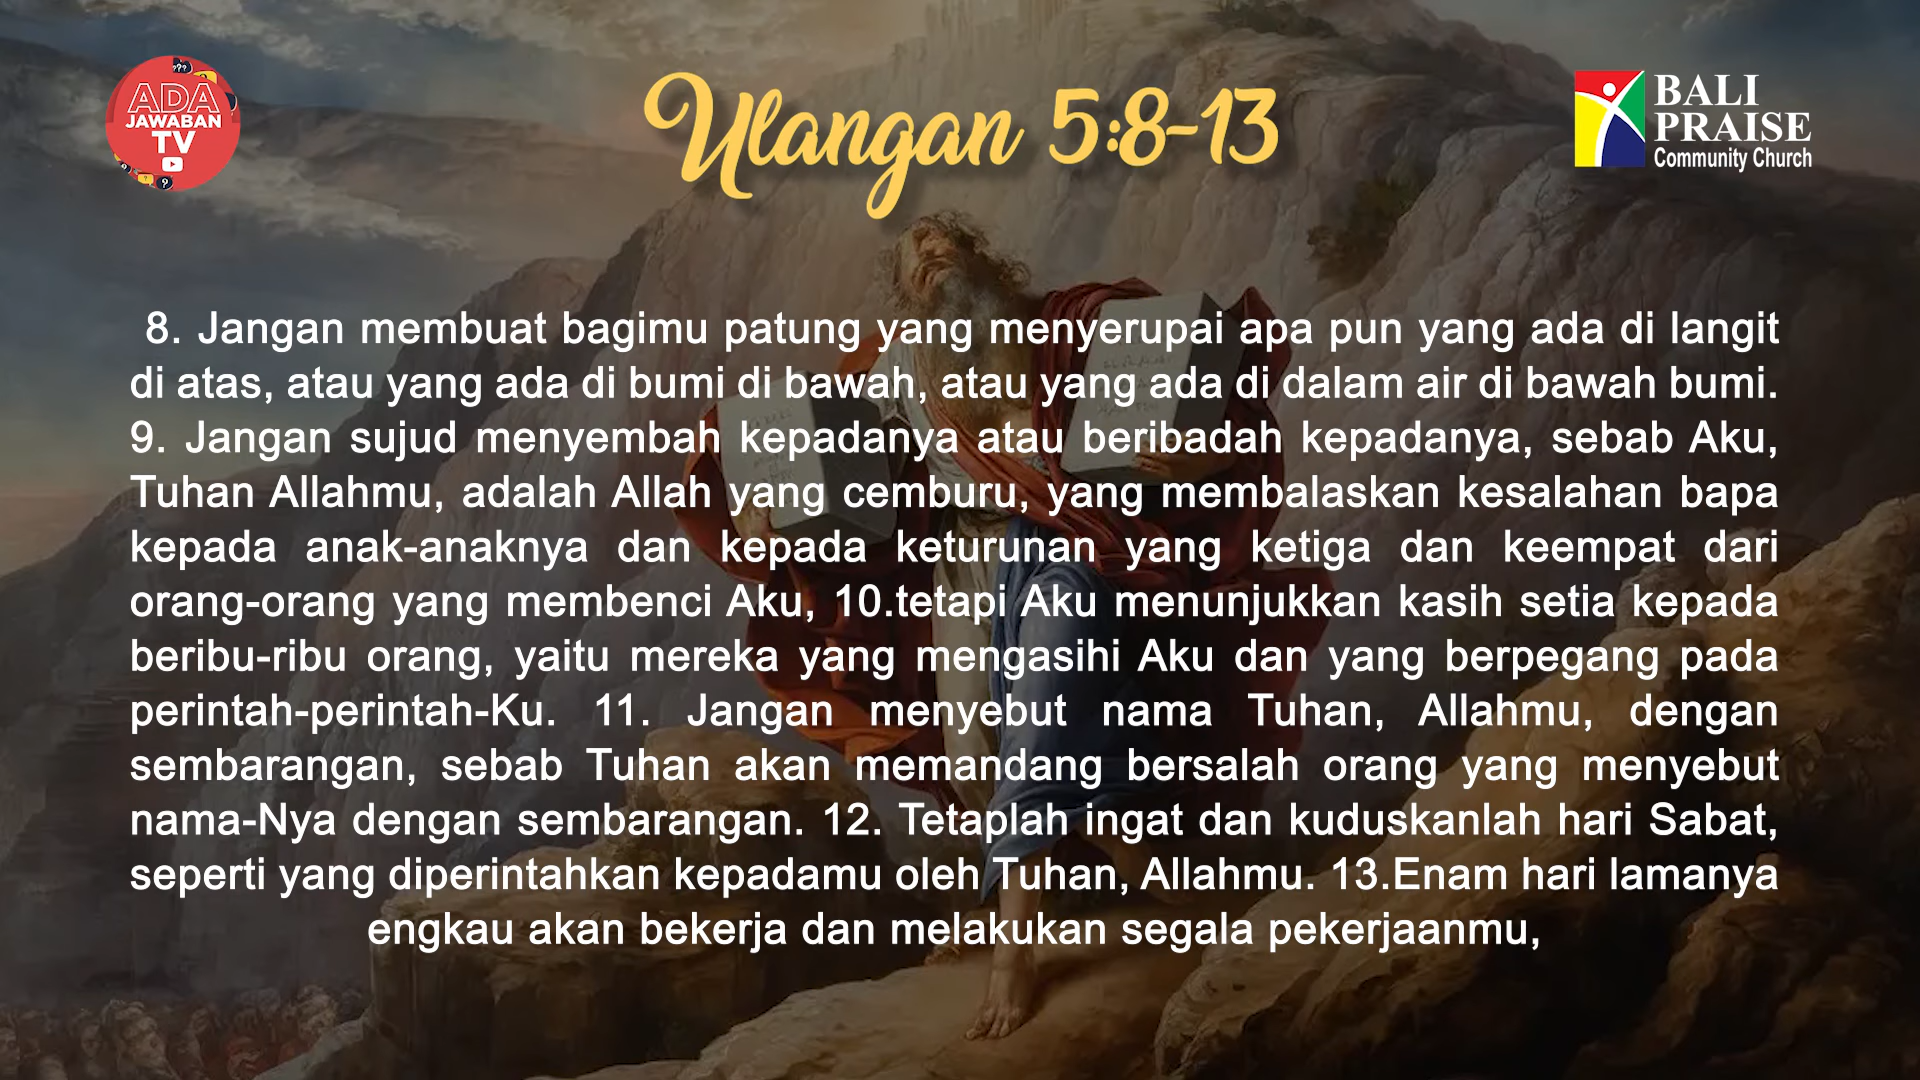 ADA
JAWABAN
TV
Ulangan 5:8-13
BALI
PRAISE
Community Church
8. Jangan membuat bagimu patung yang menyerupai apa pun yang ada di langit
di atas, atau yang ada di bumi di bawah, atau yang ada di dalam air di bawah bumi.
9. Jangan sujud menyembah kepadanya atau beribadah kepadanya, sebab Aku,
Tuhan Allahmu, adalah Allah yang cemburu, yang membalaskan kesalahan bapa
kepada anak-anaknya dan kepada keturunan yang ketiga dan keempat dari
orang-orang yang membenci Aku, 10.tetapi Aku menunjukkan kasih setia kepada
beribu-ribu orang, yaitu mereka yang mengasihi Aku dan yang berpegang pada
perintah-perintah-Ku. 11. Jangan menyebut nama Tuhan, Allahmu, dengan
sembarangan, sebab Tuhan akan memandang bersalah orang yang menyebut
nama-Nya dengan sembarangan. 12. Tetaplah ingat dan kuduskanlah hari Sabat,
seperti yang diperintahkan kepadamu oleh Tuhan, Allahmu. 13.Enam hari lamanya
engkau akan bekerja dan melakukan segala pekerjaanmu,